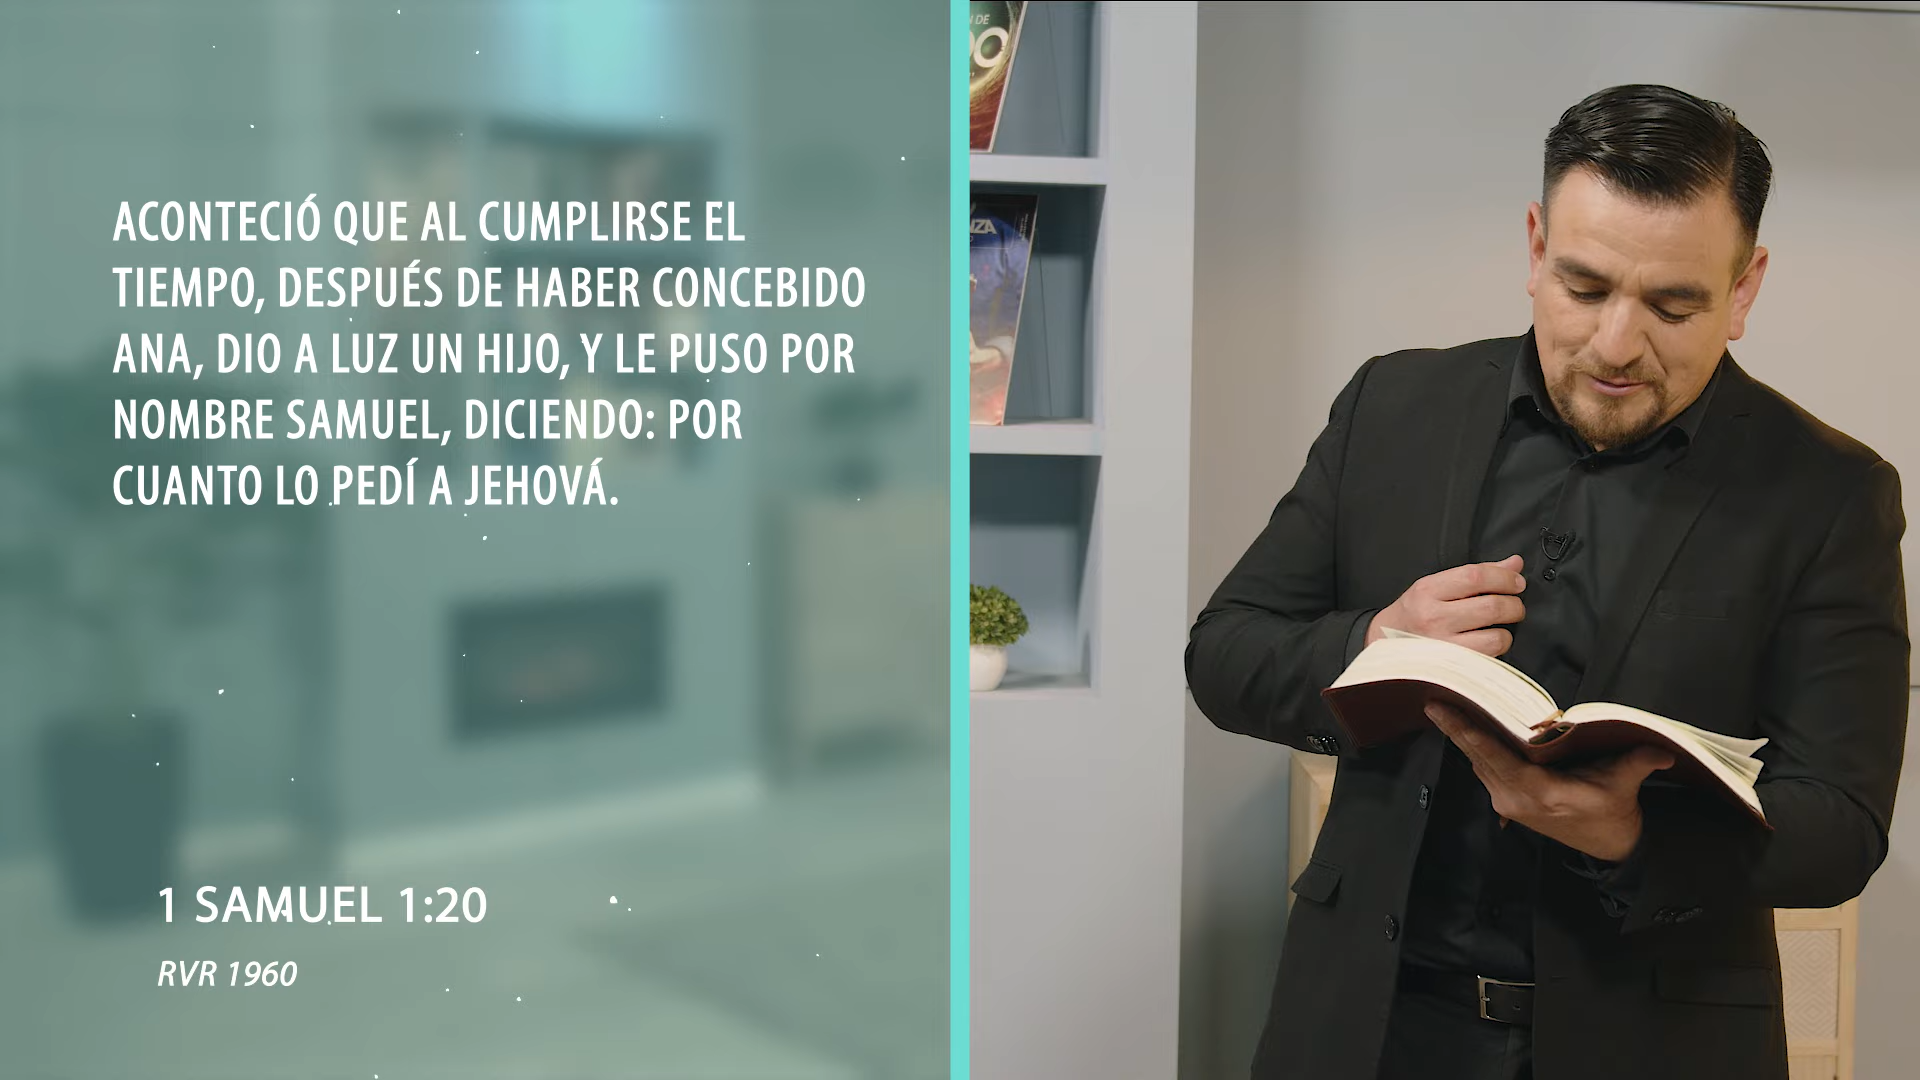 ACONTECIÓ QUE AL CUMPLIRSE EL
TIEMPO, DESPUÉS DE HABER CONCEBIDO
ANA, DIO A LUZ UN HIJO, Y LE PUSO POR
NOMBRE SAMUEL, DICIENDO: POR
CUANTO LO PEDÍ A JEHOVÁ.
1 SAMUEL 1:20
RVR 1960